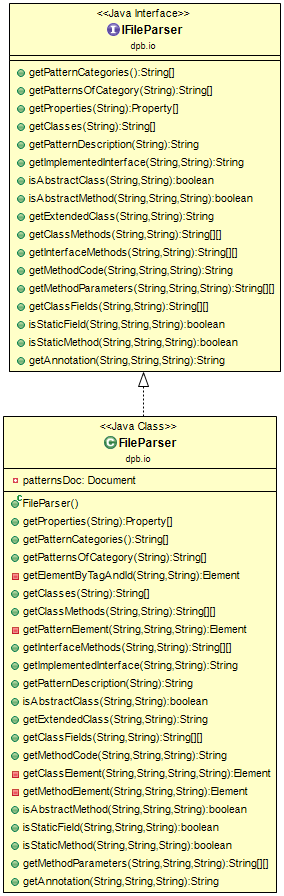 <<Java Interface>>
IFileParser
dpb.io
getPatternCategories():String[]
getPatternsOfCategory(String):String[]
getProperties(String):Property[]
getClasses(String):String[]
getPatternDescription(String):String
getImplementedInterface(String,String):String
isAbstractClass(String,String):boolean
isAbstractMethod(String,String,String):boolean
getExtendedClass(String,String):String
getClassMethods(String,String):String[][]
getInterfaceMethods(String,String):String[][]
getMethodCode(String,String,String):String
getMethodParameters(String,String,String):String[][]
getClassFields(String,String):String[][]
isStaticField(String,String,String):boolean
isStaticMethod(String,String,String):boolean
getAnnotation(String,String,String):String
<<Java Class>>
FileParser
dpb.io
patternsDoc: Document
FileParser()
getProperties(String):Property[]
getPatternCategories():String[]
getPatternsOfCategory(String):String[]
getElementByTagAndId(String,String):Element
getClasses(String):String[]
getClassMethods(String,String):String[][]
getPatternElement(String,String,String):Element
getInterfaceMethods(String,String):String[][]
getImplementedInterface(String,String):String
getPatternDescription(String):String
isAbstractClass(String,String):boolean
getExtendedClass(String,String):String
getClassFields(String,String):String[][]
getMethodCode(String,String,String):String
getClassElement(String,String,String,String):Element
getMethodElement(String,String,String):Element
isAbstractMethod(String,String,String):boolean
isStaticField(String,String,String):boolean
isStaticMethod(String,String,String):boolean
getMethodParameters(String,String,String):String[][]
getAnnotation(String,String,String):String